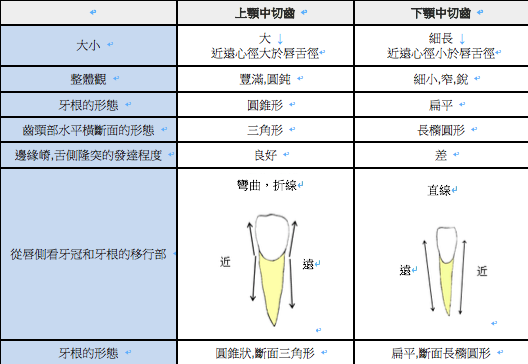 上顎中切齒
下顎中切齒
大小
大 ↓
近遠心徑大於唇舌徑
細長
近遠心徑小於唇舌徑
整體觀
豐滿,圓鈍
細小,窄,銳
牙根的形態
圓錐形
扁平
齒頸部水平橫斷面的形態
三角形
長橢圓形
邊緣嵴,舌側隆突的發達程度
良好
差
從唇側看牙冠和牙根的移行部
彎曲，折線
近
遠
直線
遠
近
牙根的形態
圓錐狀,斷面三角形
扁平,斷面長橢圓形